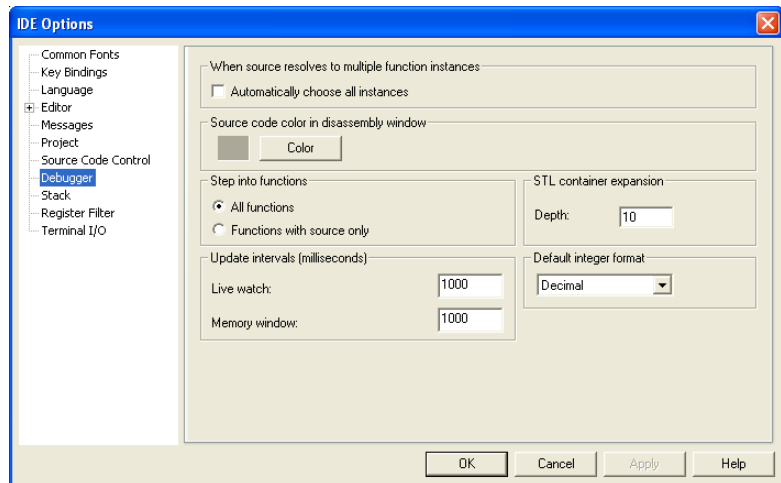 IDE Options
Common Fonts
Key Bindings
Language
Editor
Messages
Project
Source Code Control
Debugger
Stack
Register Filter
Terminal I/O
When source resolves to multiple function instances
Automatically choose all instances
Source code color in disassembly window
Color
Step into functions
All functions
Functions with source only
STL container expansion
Depth: 10
Update intervals (milliseconds)
Live watch: 1000
Memory window: 1000
Default integer format
Decimal
OK Cancel Apply Help